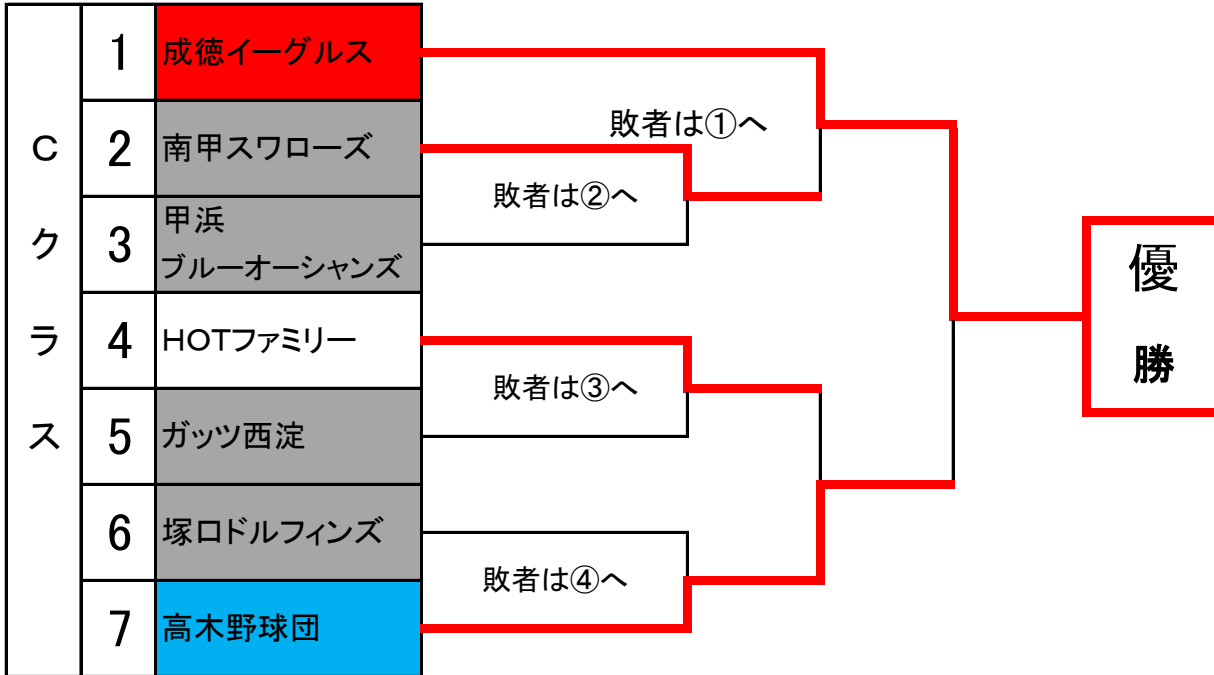 Cクラス
1 成徳イーグルス
2 南甲スワローズ
3 甲浜
ブルーオーシャンズ
4 HOTファミリー
5 ガッツ西淀
6 塚口ドルフィンズ
7 高木野球団
敗者は①へ
敗者は②へ
敗者は③へ
敗者は④へ
優
勝